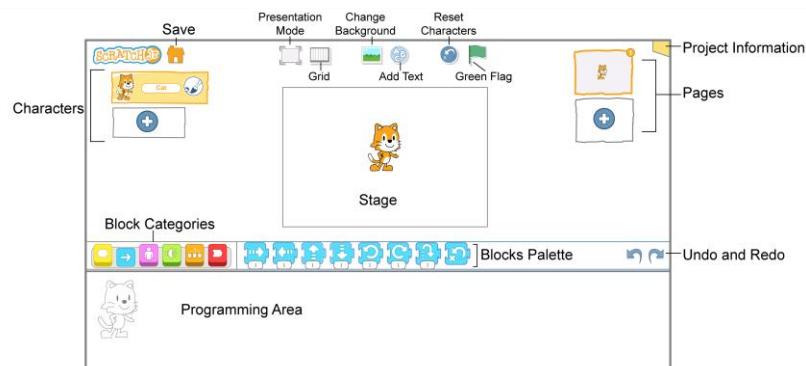 Save
Presentation
Mode
Change
Background
Reset
Characters
Grid
Add Text
Green Flag
SCRATCHJR
Cat
Project Information
Characters
Pages
Stage
Block Categories
Blocks Palette
Undo and Redo
Programming Area